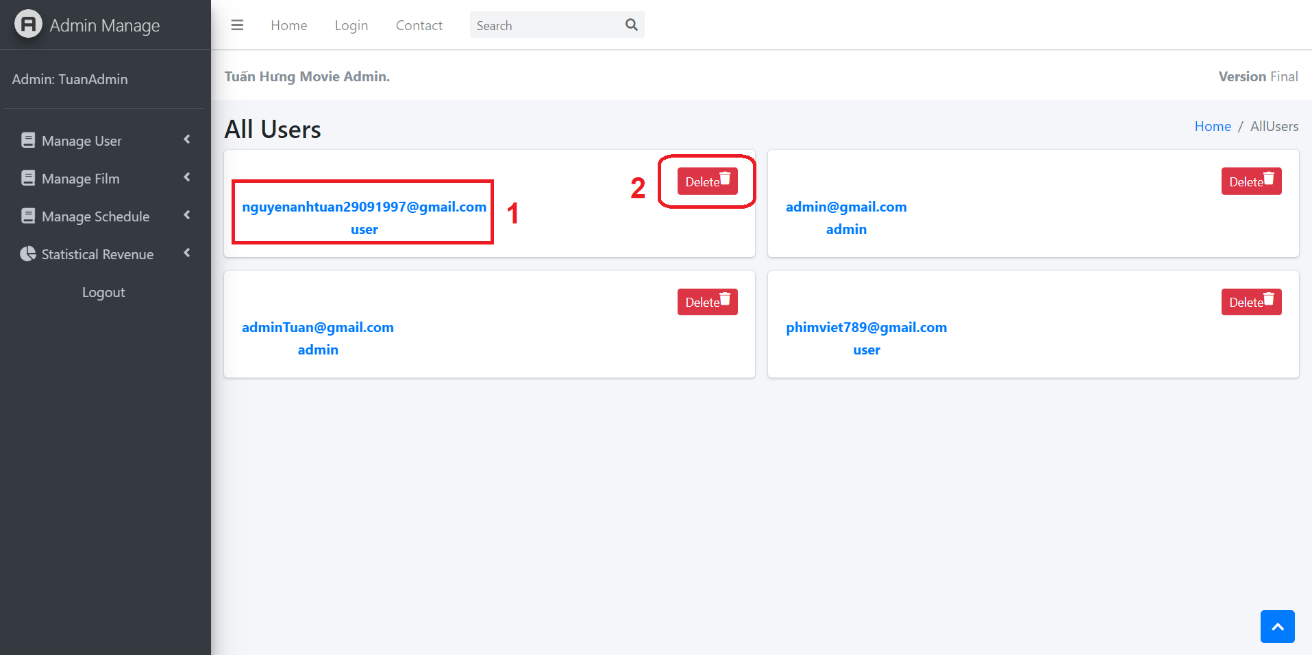 Admin Manage
Home Login Contact Search
Admin: TuanAdmin
Tuấn Hưng Movie Admin. Version Final
All Users
Home / AllUsers
Manage User
Manage Film
Manage Schedule
Statistical Revenue
Logout
Delete
2
nguyenanhtuan29091997@gmail.com
user
1
Delete
admin@gmail.com
admin
Delete
adminTuan@gmail.com
admin
Delete
phimviet789@gmail.com
user